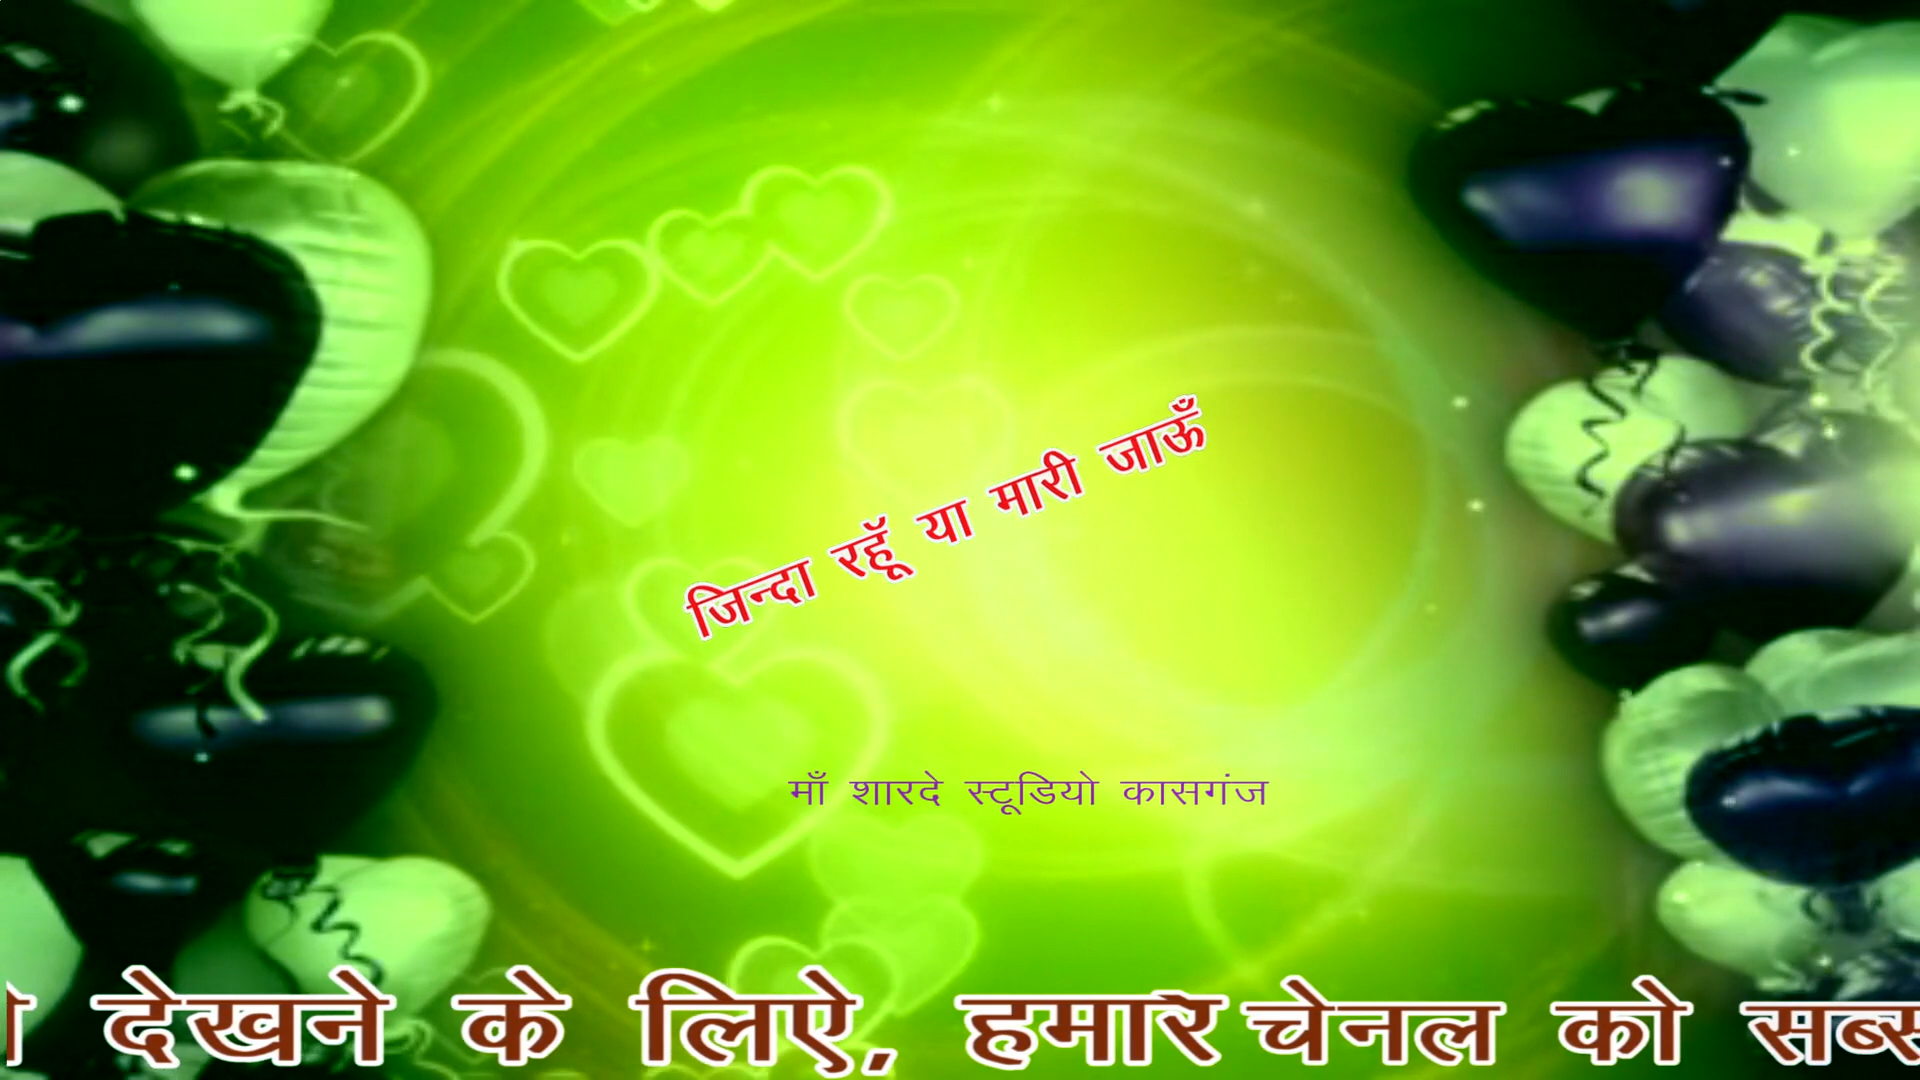 जिन्दा रहूॅ या मारी जाऊँ
माँ शारदे स्टूडियो कासगंज
देखने के लिऐ, हमारे चेनल को